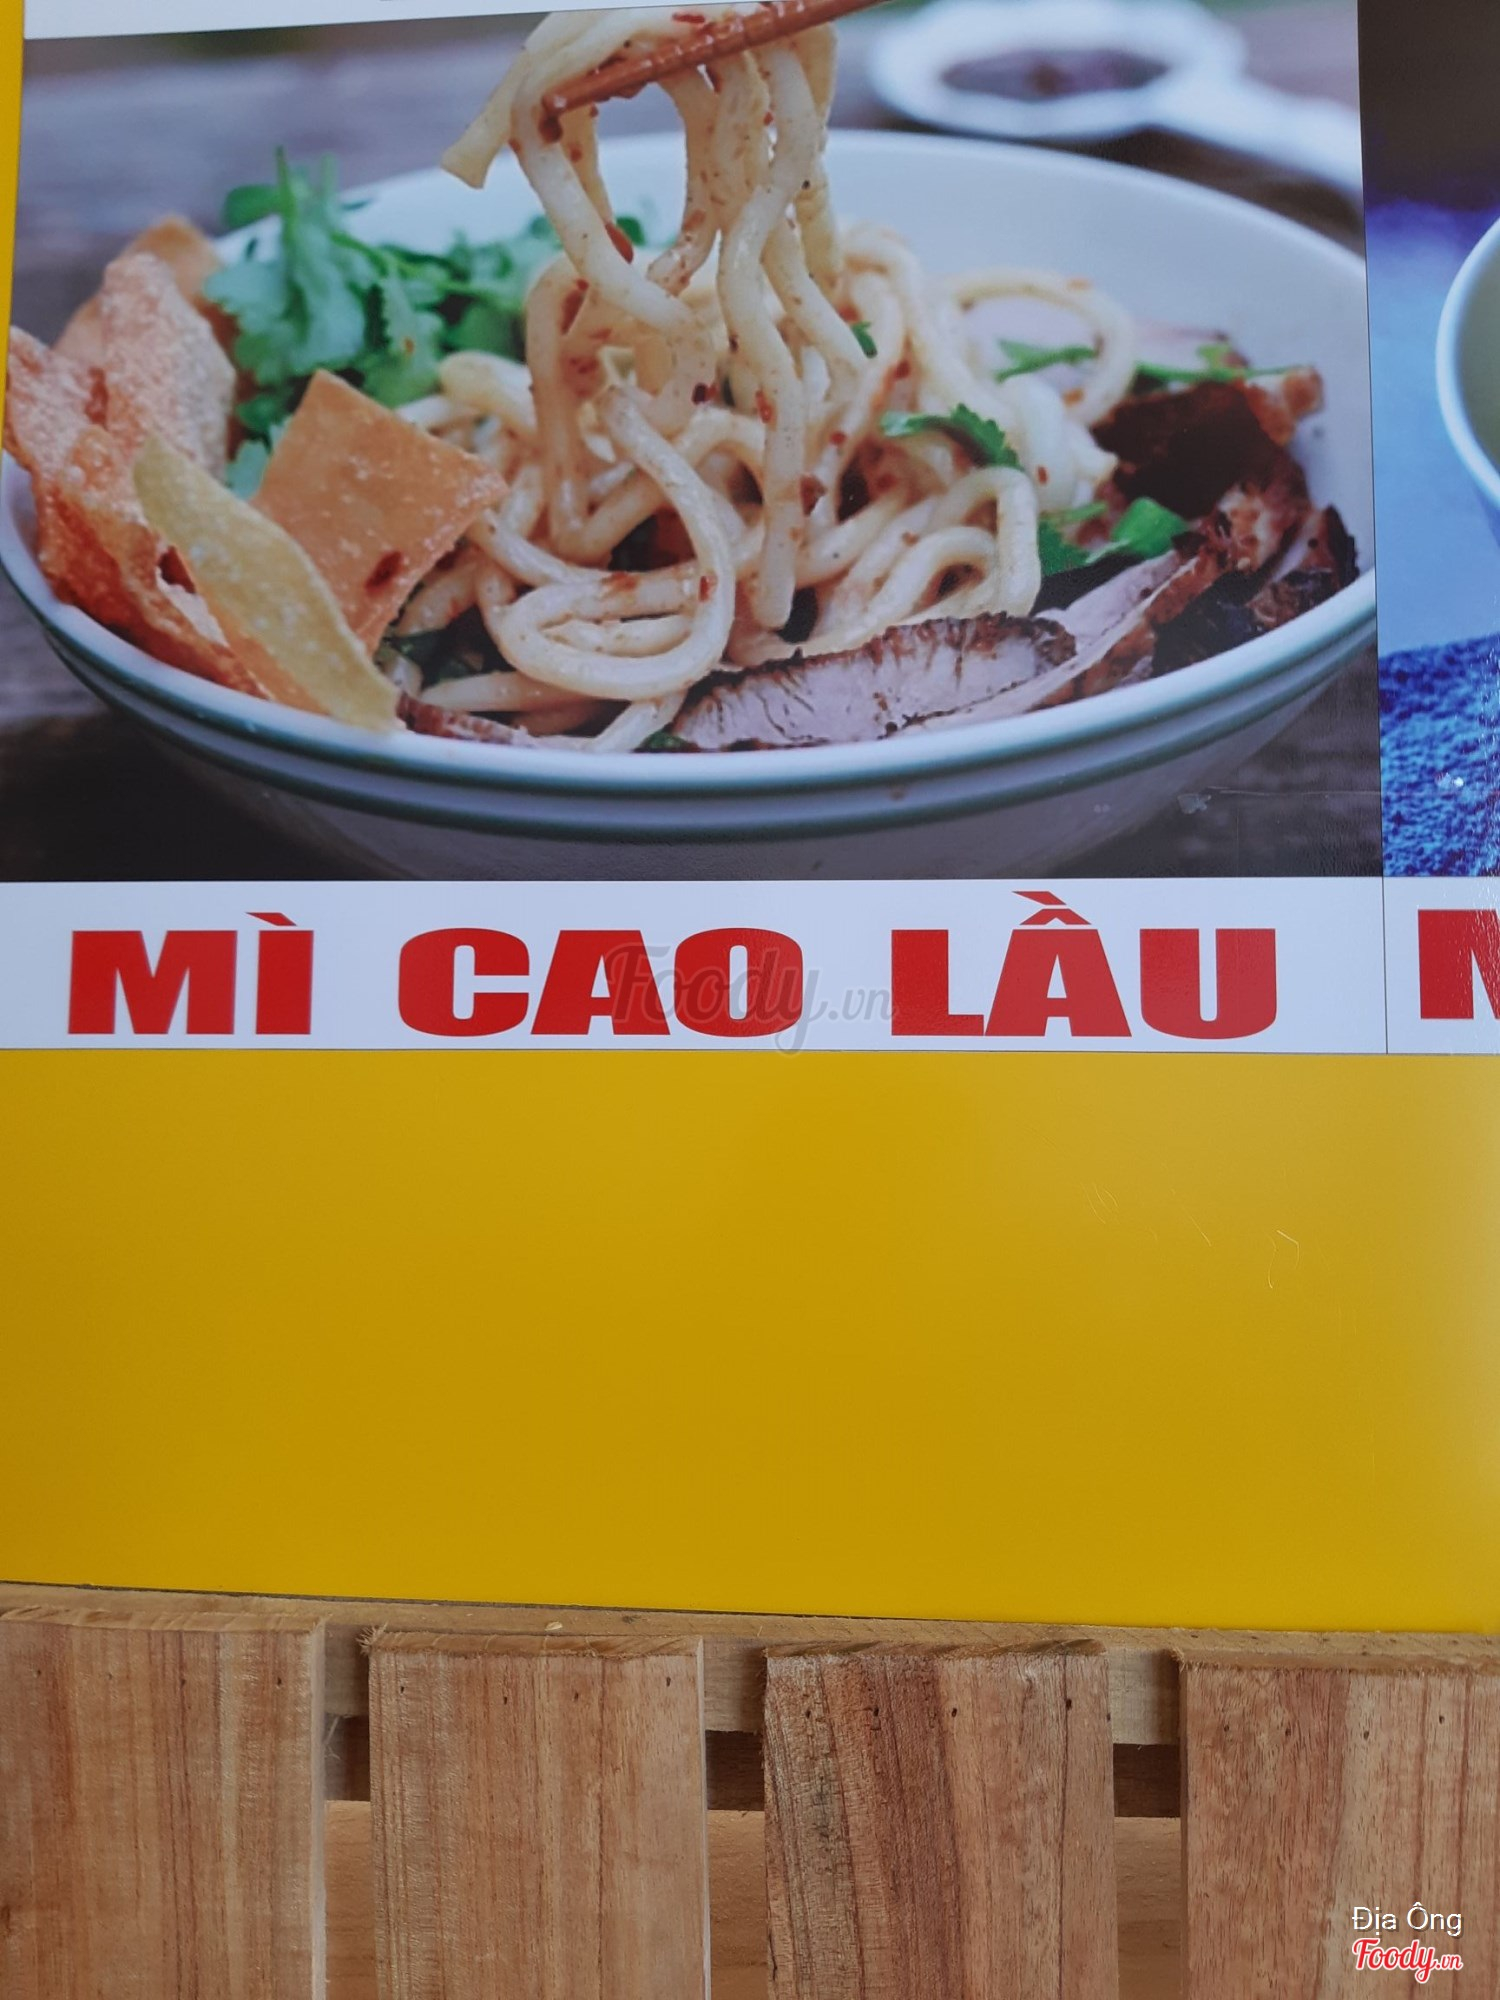 MÌ CAO LẦU
Foody.vn
Địa Ông
Foody.vn